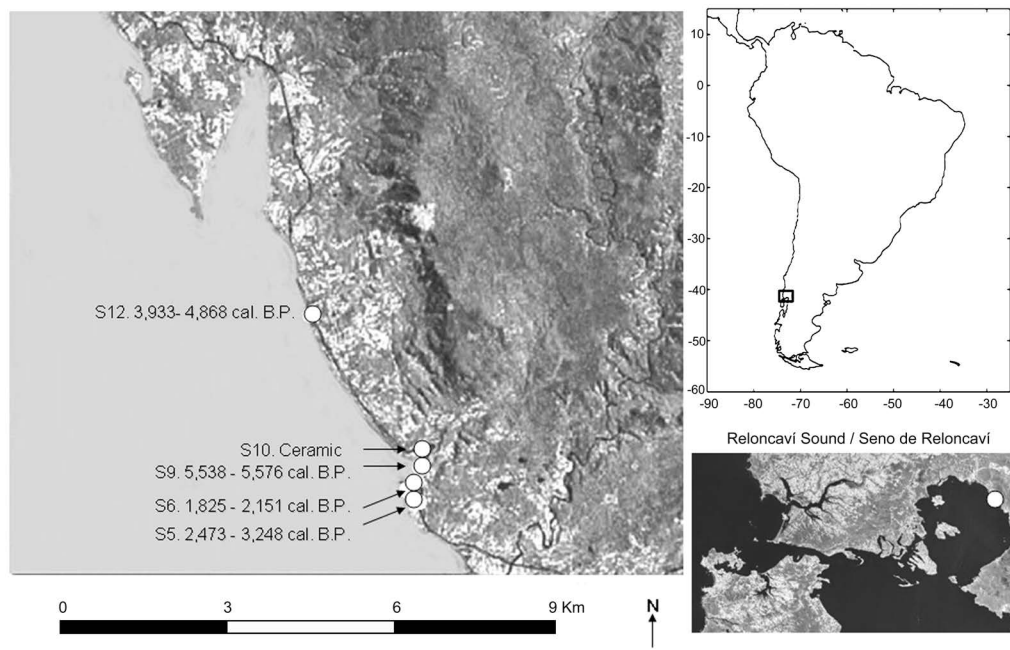 S12. 3,933- 4,868 cal. B.P.
S10. Ceramic
S9. 5,538 - 5,576 cal. B.P.
S6. 1,825 - 2,151 cal. B.P.
S5. 2,473 - 3,248 cal. B.P.
0 3 6 9 Km
N
10
0
-10
-20
-30
-40
-50
-60
-90 -80 -70 -60 -50 -40 -30
Reloncaví Sound / Seno de Reloncaví